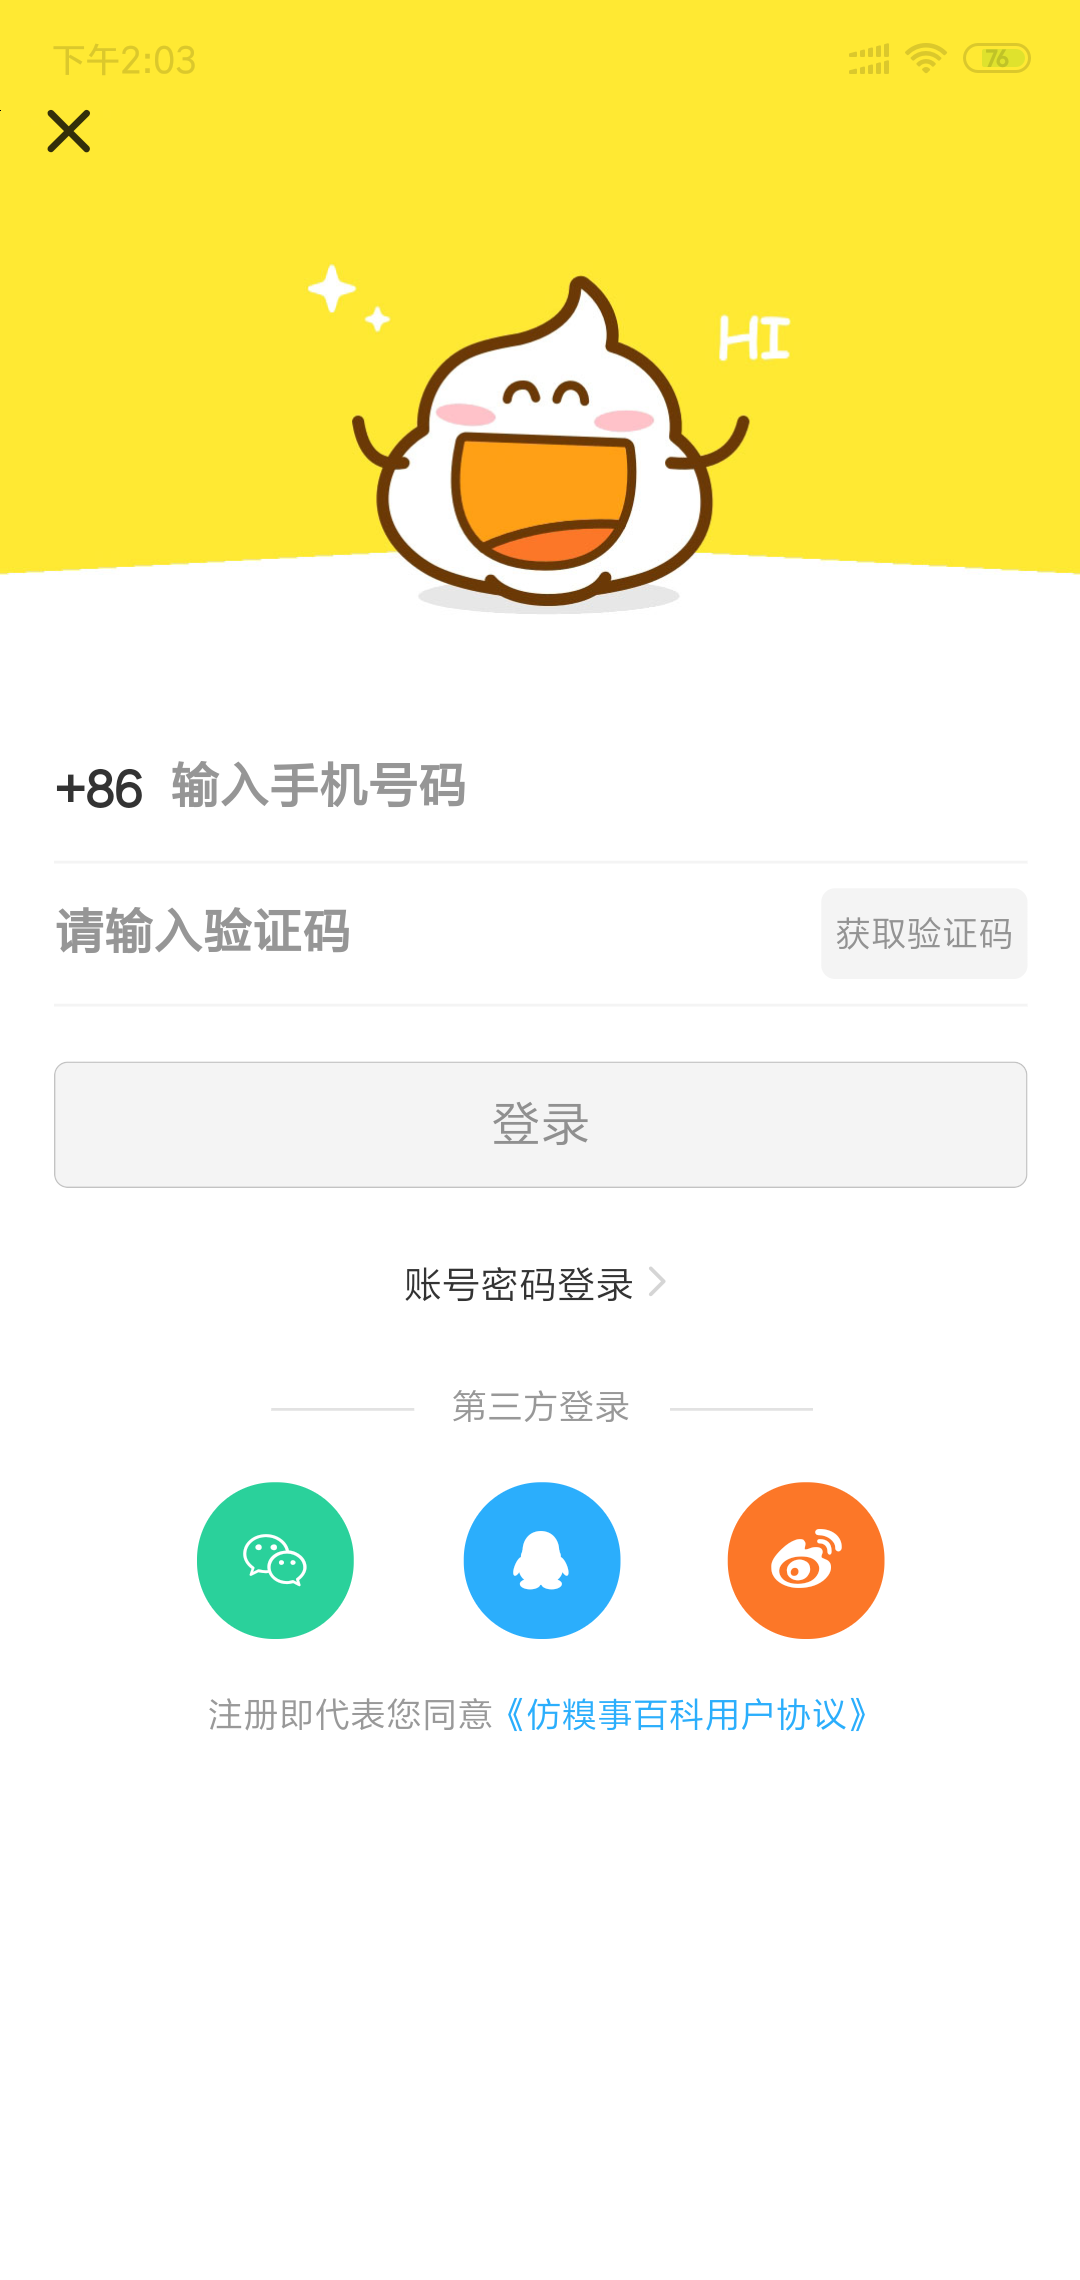 下午2:03
76
HI
+86 输入手机号码
请输入验证码 获取验证码
登录
账号密码登录
第三方登录
注册即代表您同意《仿糗事百科用户协议》